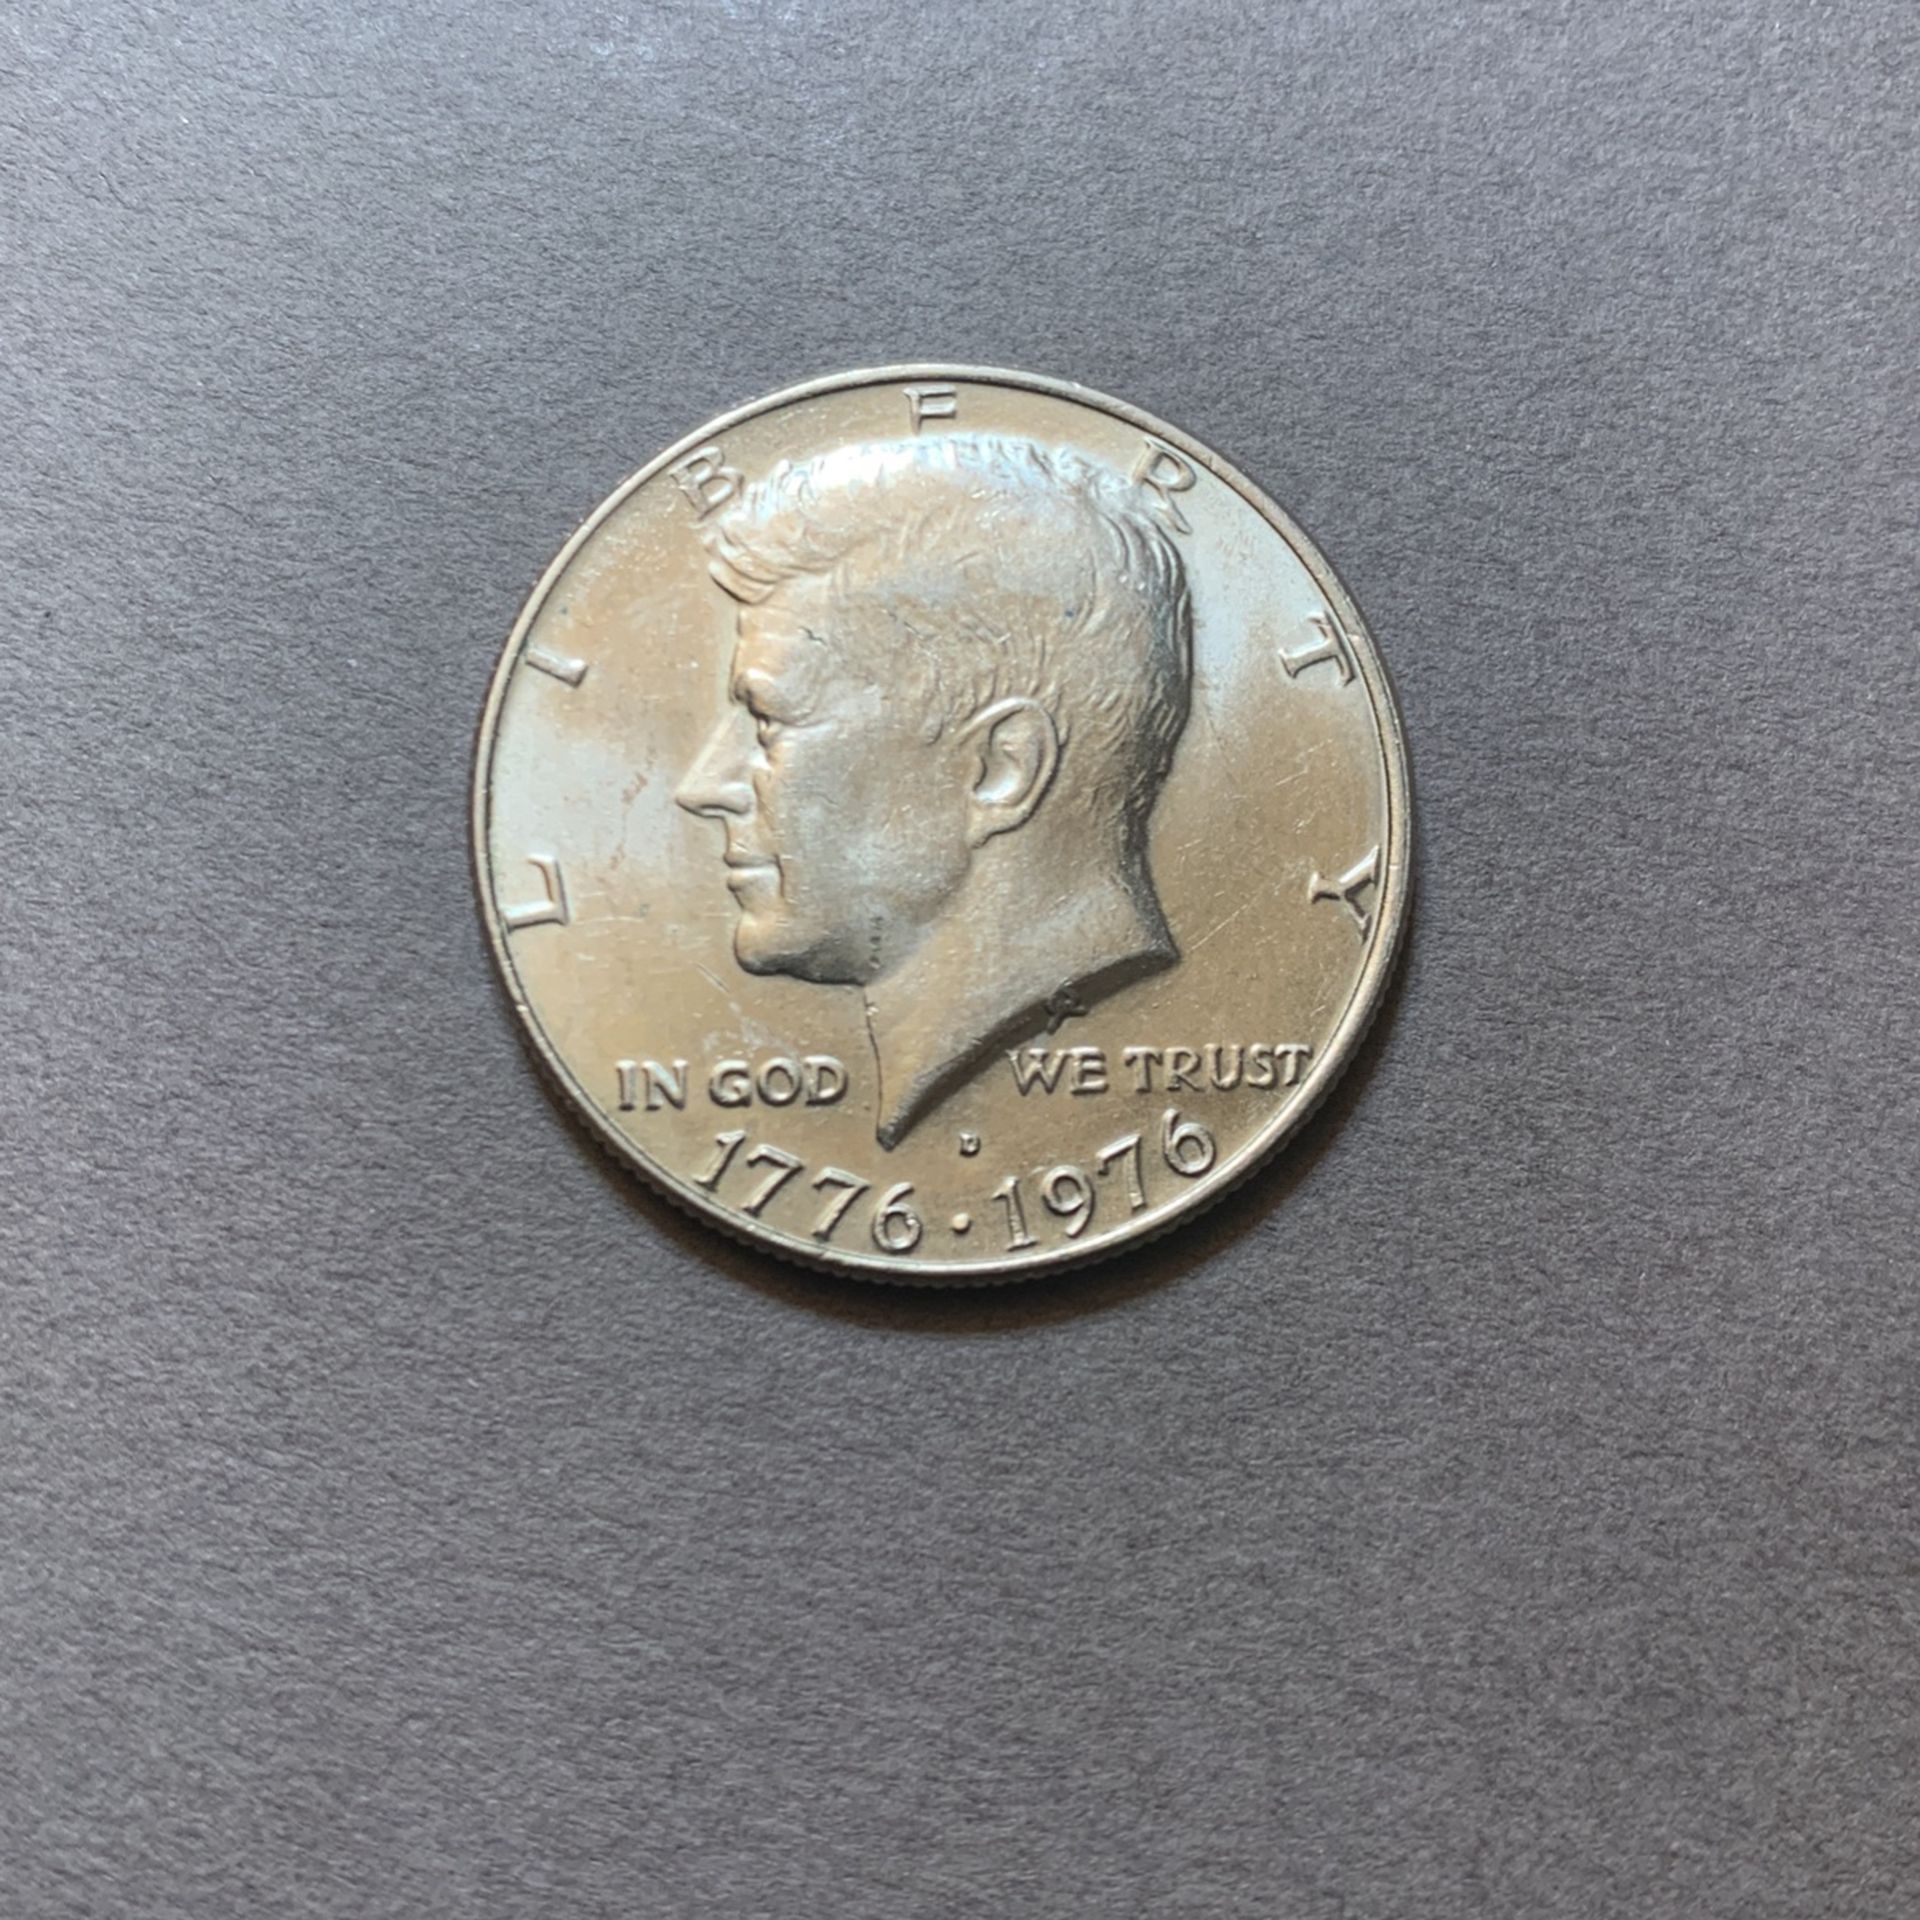 LIBERTY
IN GOD WE TRUST
D
1776 · 1976